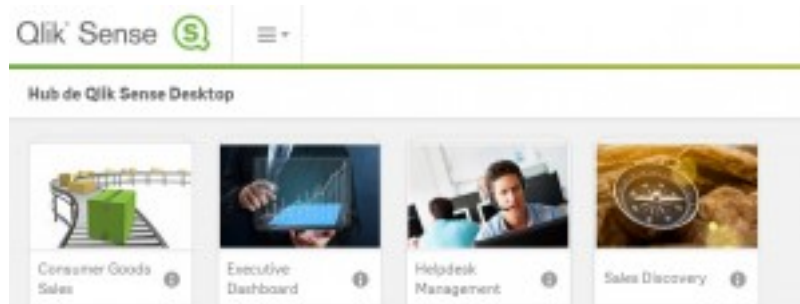 Qlik Sense
Hub de Qlik Sense Desktop
Consumer Goods
Sales
Executive
Dashboard
Helpdesk
Management
Sales Discovery